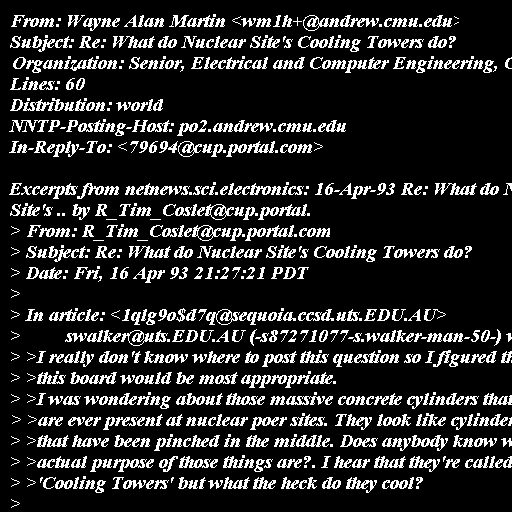 From: Wayne Alan Martin <wm1h+@andrew.cmu.edu>
Subject: Re: What do Nuclear Site's Cooling Towers do?
Organization: Senior, Electrical and Computer Engineering,
Lines: 60
Distribution: world
NNTP-Posting-Host: po2.andrew.cmu.edu
In-Reply-To: <79694@cup.portal.com>

Excerpts from netnews.sci.electronics: 16-Apr-93 Re: What do
Site's .. by R_Tim_Coslet@cup.portal.
> From: R_Tim_Coslet@cup.portal.com
> Subject: Re: What do Nuclear Site's Cooling Towers do?
> Date: Fri, 16 Apr 93 21:27:21 PDT
>
> In article: <1qlg9o$d7q@sequoia.ccsd.uts.EDU.AU>
> swalker@uts.EDU.AU (-s87271077-s.walker-man-50-)
> >I really don't know where to post this question so I figured
> >this board would be most appropriate.
> >I was wondering about those massive concrete cylinders that
> >are ever present at nuclear poer sites. They look like
> >that have been pinched in the middle. Does anybody know
> >actual purpose of those things are?. I hear that they're called
> >'Cooling Towers' but what the heck do they cool?
>